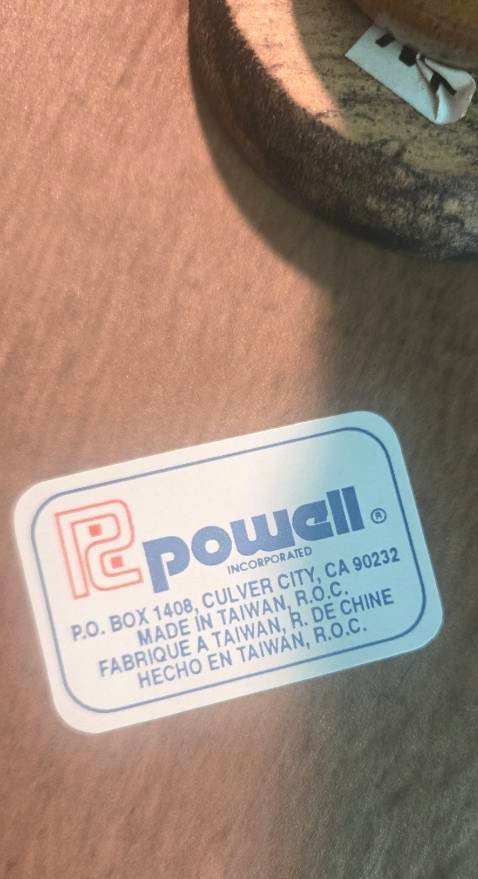 powell ®
INCORPORATED
P.O. BOX 1408, CULVER CITY, CA 90232
MADE IN TAIWAN, R.O.C.
FABRIQUE A TAIWAN, R. DE CHINE
HECHO EN TAIWAN, R.O.C.